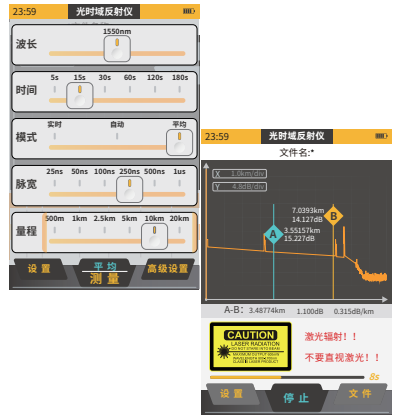 23:59 光时域反射仪
波长 1550nm
时间 5s 15s 30s 60s 120s 180s
模式 实时 自动 平均
脉宽 25ns 50ns 100ns 250ns 500ns 1us
量程 500m 1km 2.5km 5km 10km 20km
设置 平均 测量 高级设置
23:59 光时域反射仪
文件名:*
X 1.0km/div
Y 4.8dB/div
7.0393km
14.127dB
B
A
3.55157km
15.227dB
A-B: 3.48774km 1.100dB 0.315dB/km
CAUTION
LASER RADIATION
DO NOT STARE INTO BEAM
激光辐射！！
不要直视激光！！
8s
设置 停止 文件